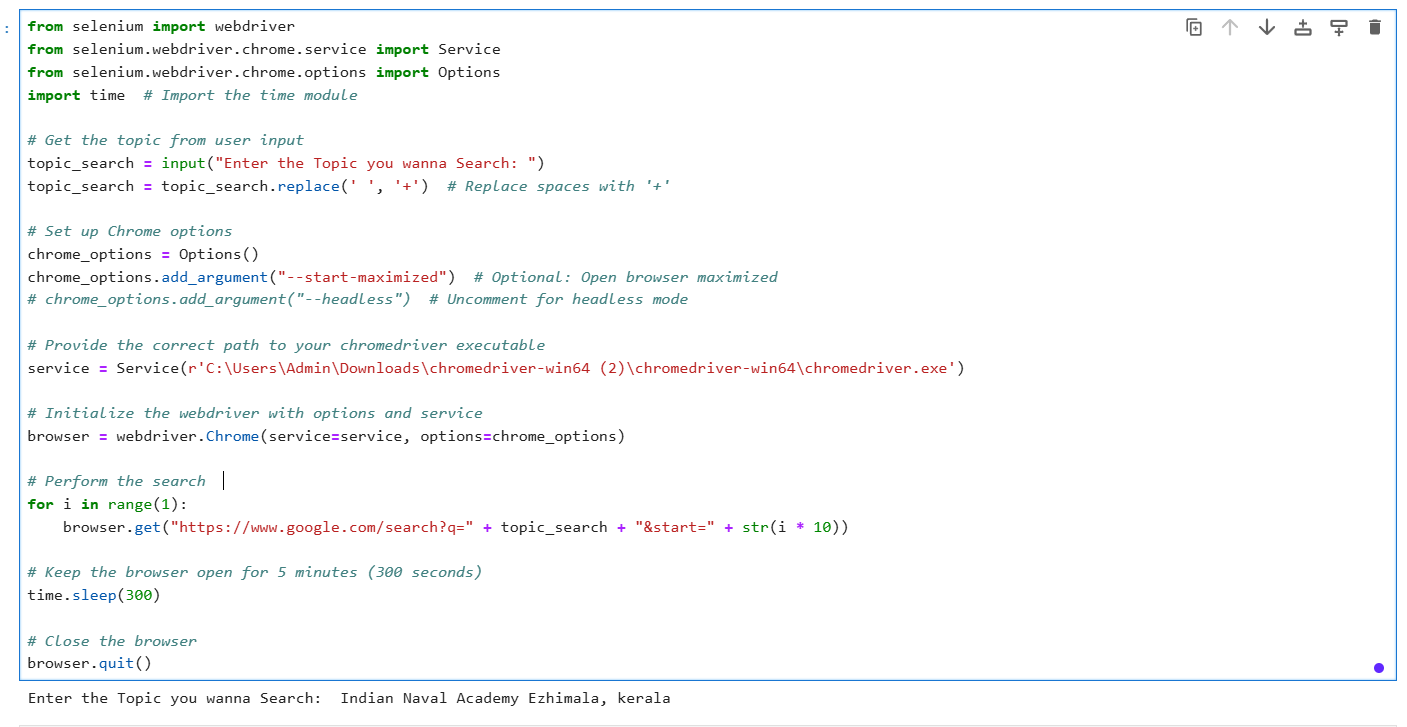 :
from selenium import webdriver
from selenium.webdriver.chrome.service import Service
from selenium.webdriver.chrome.options import Options
import time  # Import the time module

# Get the topic from user input
topic_search = input("Enter the Topic you wanna Search: ")
topic_search = topic_search.replace(' ', '+')  # Replace spaces with '+'

# Set up Chrome options
chrome_options = Options()
chrome_options.add_argument("--start-maximized")  # Optional: Open browser maximized
# chrome_options.add_argument("--headless")  # Uncomment for headless mode

# Provide the correct path to your chromedriver executable
service = Service(r'C:\Users\Admin\Downloads\chromedriver-win64 (2)\chromedriver-win64\chromedriver.exe')

# Initialize the webdriver with options and service
browser = webdriver.Chrome(service=service, options=chrome_options)

# Perform the search
for i in range(1):
    browser.get("https://www.google.com/search?q=" + topic_search + "&start=" + str(i * 10))

# Keep the browser open for 5 minutes (300 seconds)
time.sleep(300)

# Close the browser
browser.quit()
Enter the Topic you wanna Search:  Indian Naval Academy Ezhimala, kerala